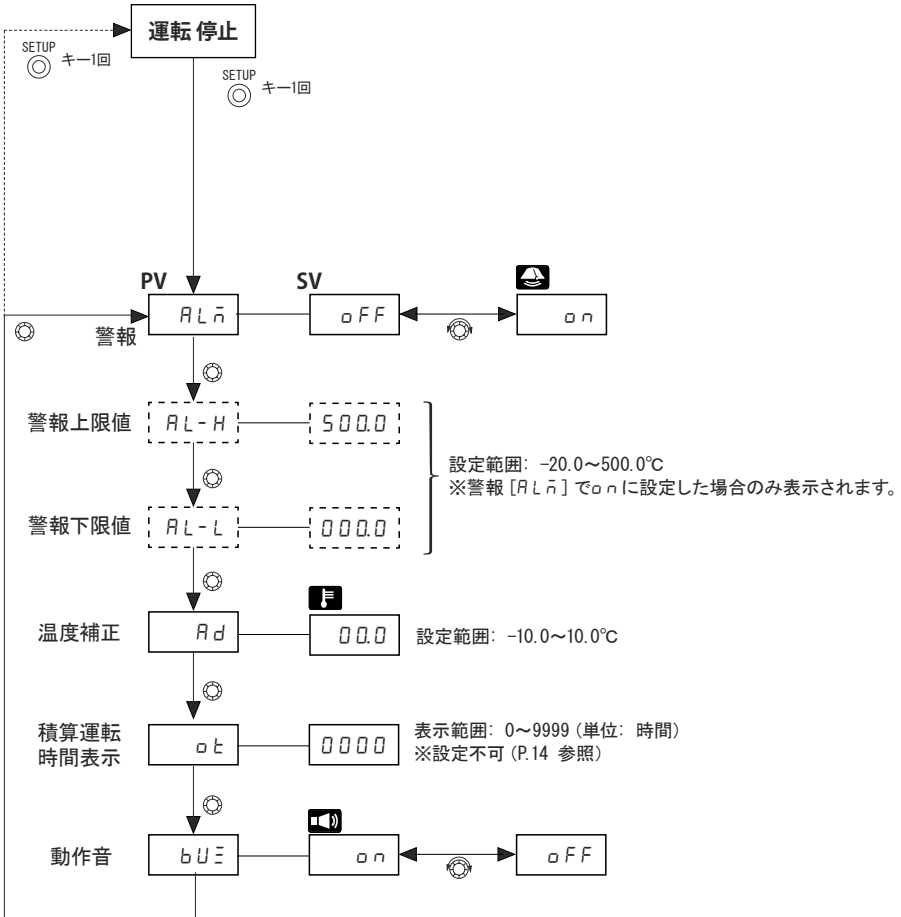 運転 停止
SETUP
キー1回
SETUP
キー1回
PV
SV
ALm
oFF
on
警報
警報上限値
AL-H
500.0
設定範囲: -20.0～500.0℃
※警報 [ALm] でonに設定した場合のみ表示されます。
警報下限値
AL-L
000.0
温度補正
Ad
00.0
設定範囲: -10.0～10.0℃
積算運転
時間表示
ot
0000
表示範囲: 0～9999 (単位: 時間)
※設定不可 (P.14 参照)
動作音
bUZ
on
oFF